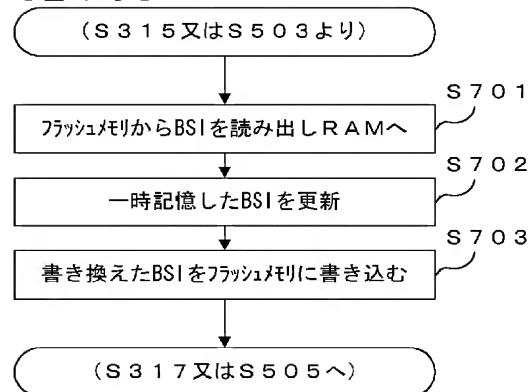 (S315又はS503より)
S701
フラッシュメモリからBSIを読み出しRAMへ
S702
一時記憶したBSIを更新
S703
書き換えたBSIをフラッシュメモリに書き込む
(S317又はS505へ)